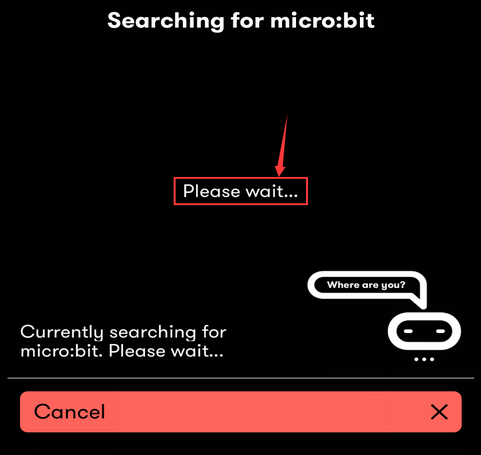 Searching for micro:bit
Please wait...
Where are you?
Currently searching for
micro:bit. Please wait...
Cancel